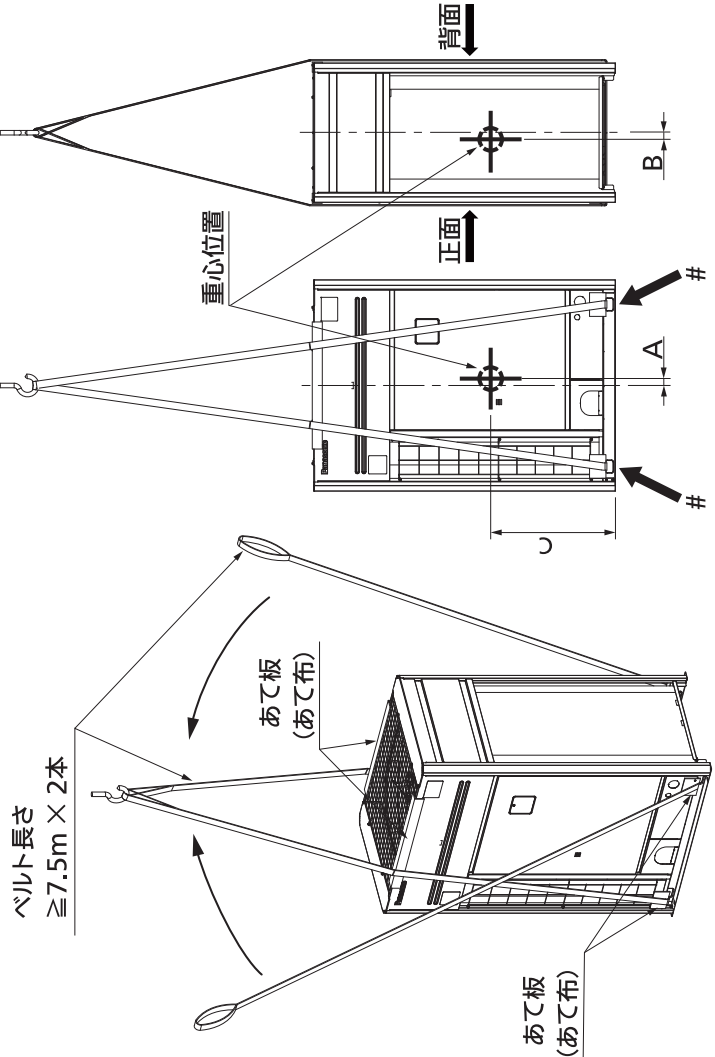 背面
B
重心位置
正面
#
A
#
C
Panasonic
ベルト長さ
≧7.5m × 2本
あて板
(あて布)
あて板
(あて布)